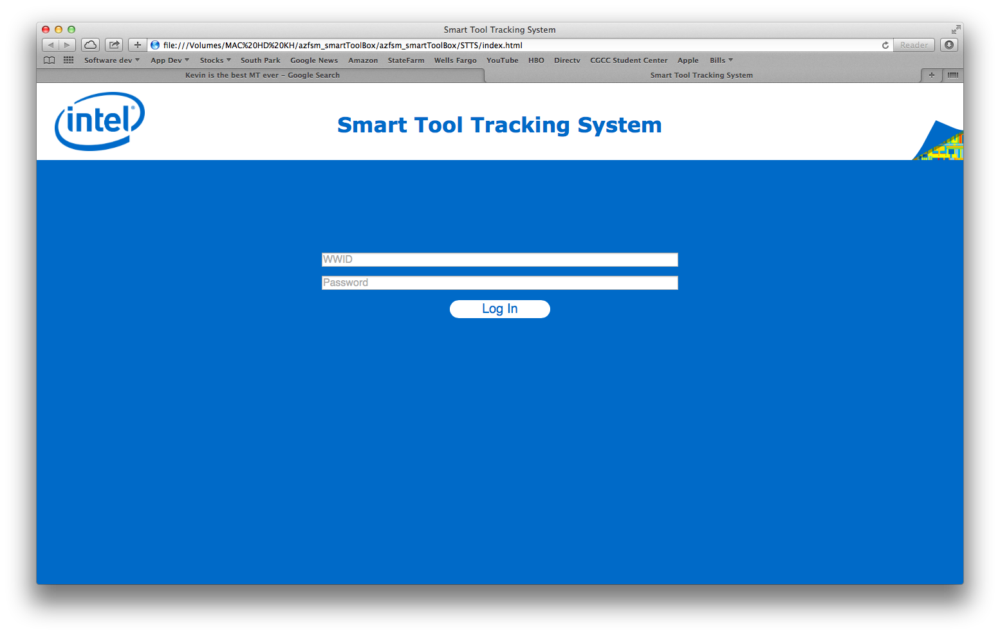 Smart Tool Tracking System
file:///Volumes/MAC%20HD%20KH/azfsm_smartToolBox/azfsm_smartToolBox/STTS/index.html Reader
Software dev App Dev Stocks South Park Google News Amazon StateFarm Wells Fargo YouTube HBO Directv CGCC Student Center Apple Bills
Kevin is the best MT ever – Google Search Smart Tool Tracking System
intel®
Smart Tool Tracking System
WWID
Password
Log In